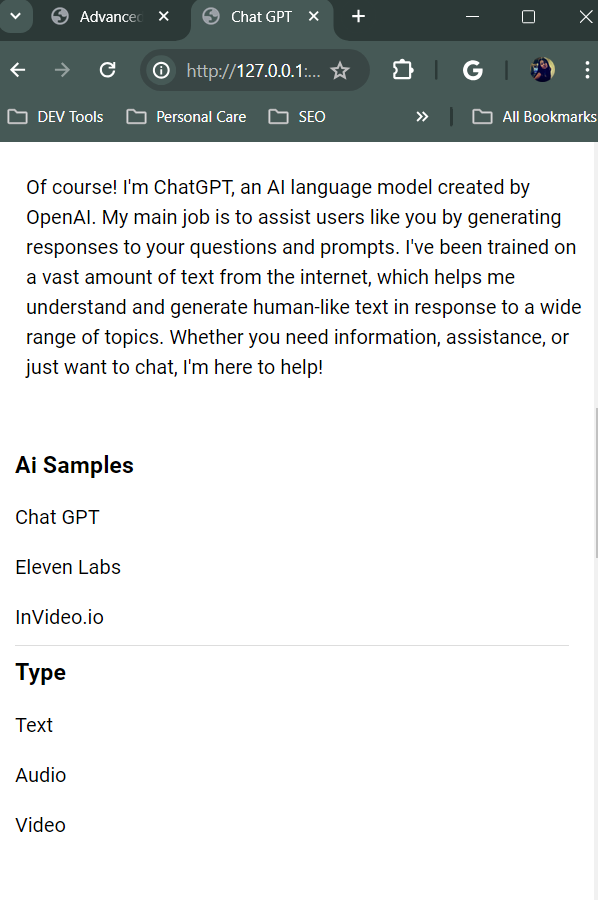 Advanced
Chat GPT
http://127.0.0.1:...
DEV Tools
Personal Care
SEO
All Bookmarks
Of course! I'm ChatGPT, an AI language model created by
OpenAI. My main job is to assist users like you by generating
responses to your questions and prompts. I've been trained on
a vast amount of text from the internet, which helps me
understand and generate human-like text in response to a wide
range of topics. Whether you need information, assistance, or
just want to chat, I'm here to help!
Ai Samples
Chat GPT
Eleven Labs
InVideo.io
Type
Text
Audio
Video